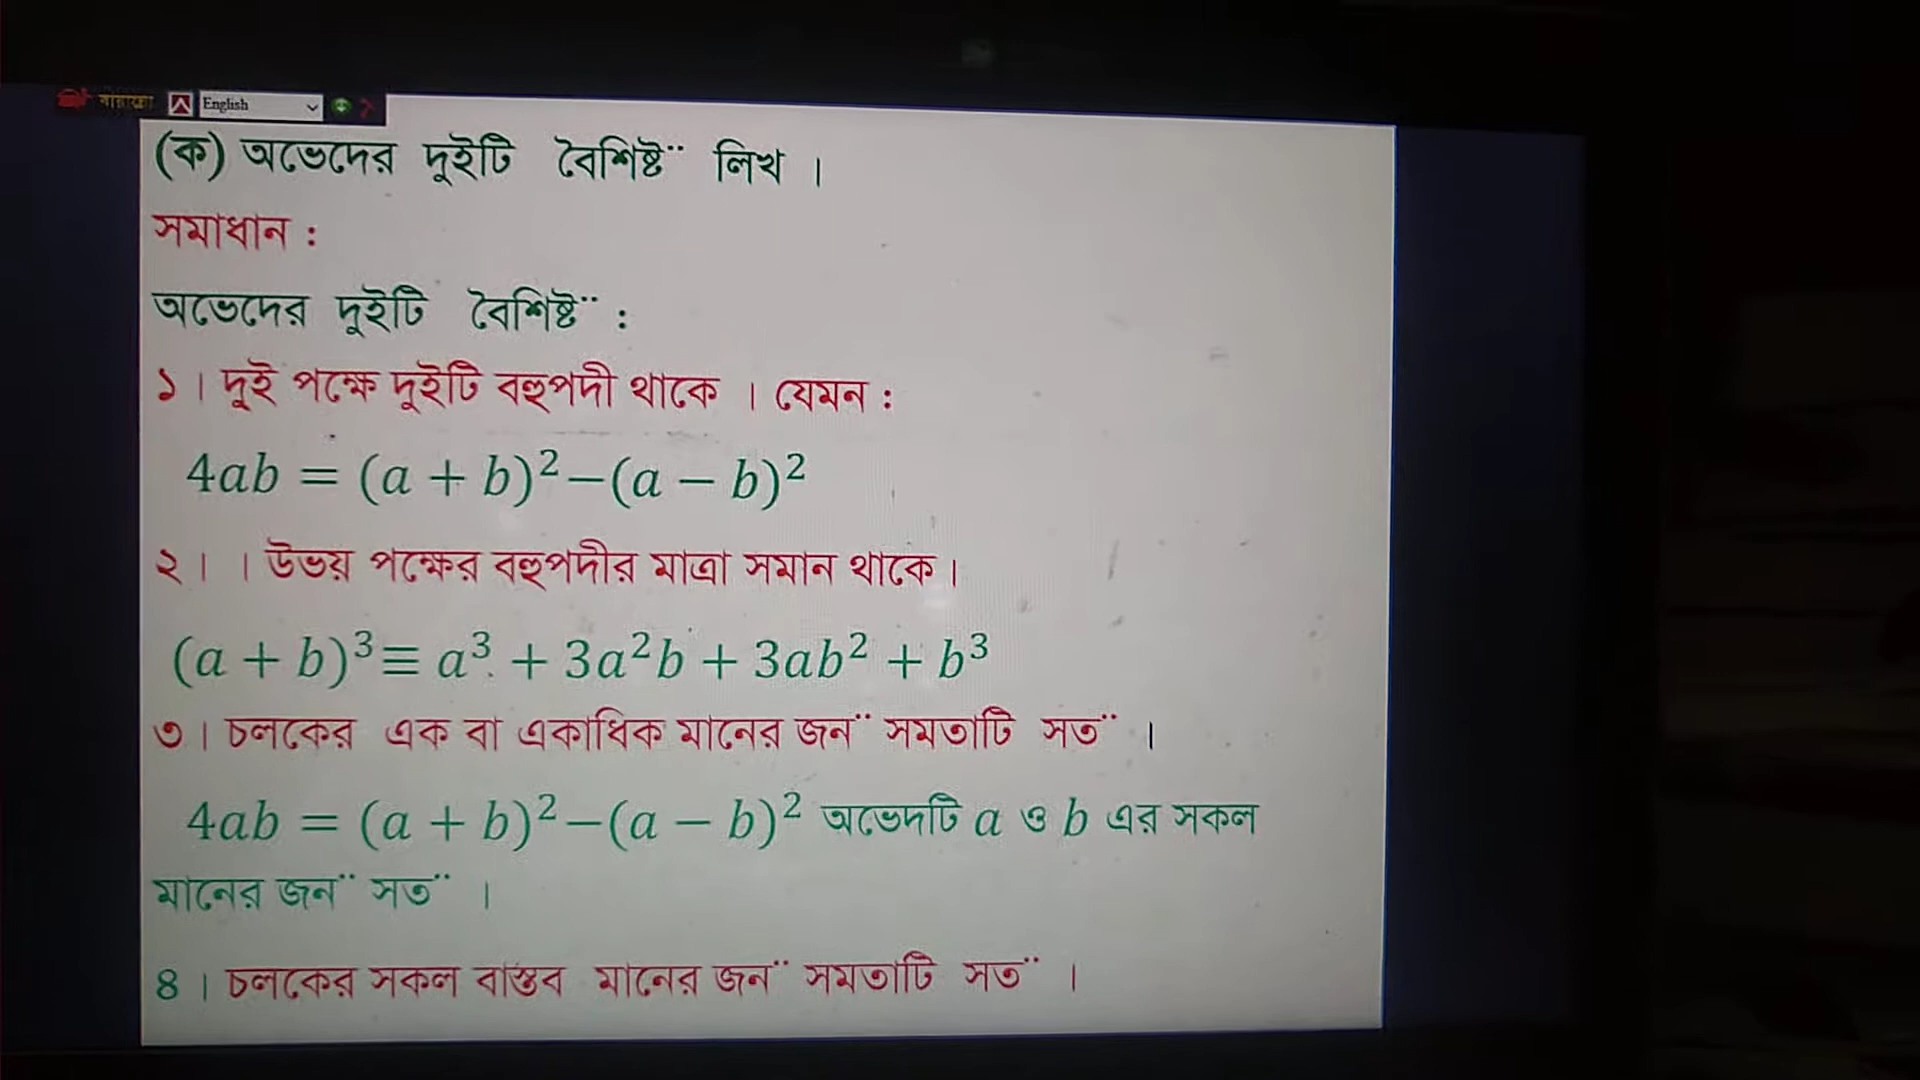 English
(ক) অভেদের দুইটি বৈশিষ্ট¨ লিখ ।
সমাধান :
অভেদের দুইটি বৈশিষ্ট¨ :
১। দুই পক্ষে দুইটি বহুপদী থাকে । যেমন :
4ab = (a + b)²−(a − b)²
২। । উভয় পক্ষের বহুপদীর মাত্রা সমান থাকে।
(a + b)³≡ a³ + 3a²b + 3ab² + b³
৩। চলকের এক বা একাধিক মানের জন¨ সমতাটি সত¨ ।
4ab = (a + b)²−(a − b)² অভেদটি a ও b এর সকল
মানের জন¨ সত¨ ।
৪। চলকের সকল বাস্তব মানের জন¨ সমতাটি সত¨ ।